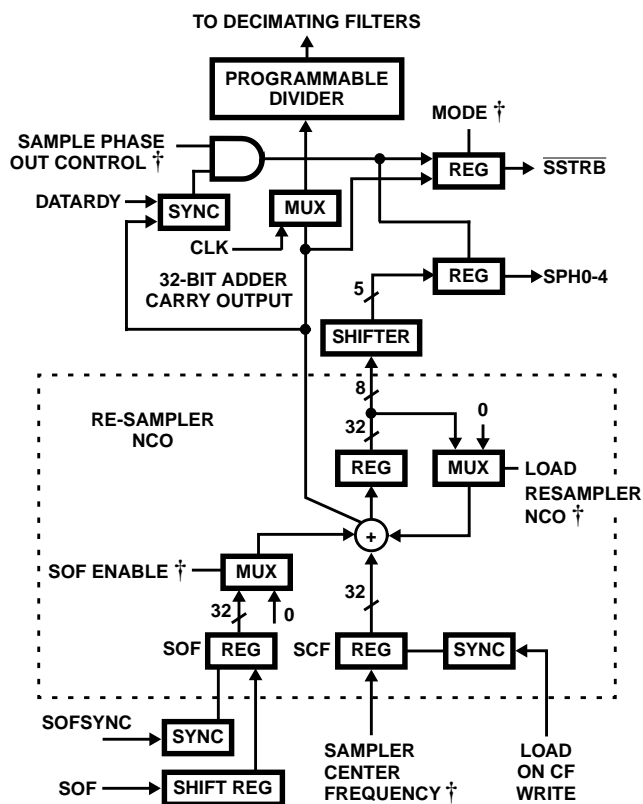 TO DECIMATING FILTERS
PROGRAMMABLE
DIVIDER
MODE †
SAMPLE PHASE
OUT CONTROL †
REG
SSTRB
DATARDY
SYNC
MUX
CLK
32-BIT ADDER
CARRY OUTPUT
REG
SPH0-4
5
SHIFTER
8
RE-SAMPLER
NCO
32
0
REG
MUX
LOAD
RESAMPLER
NCO †
+
SOF ENABLE †
MUX
32
0
32
SOF
REG
SCF
REG
SYNC
SOFSYNC
SYNC
SAMPLER
CENTER
FREQUENCY †
LOAD
ON CF
WRITE
SOF
SHIFT REG